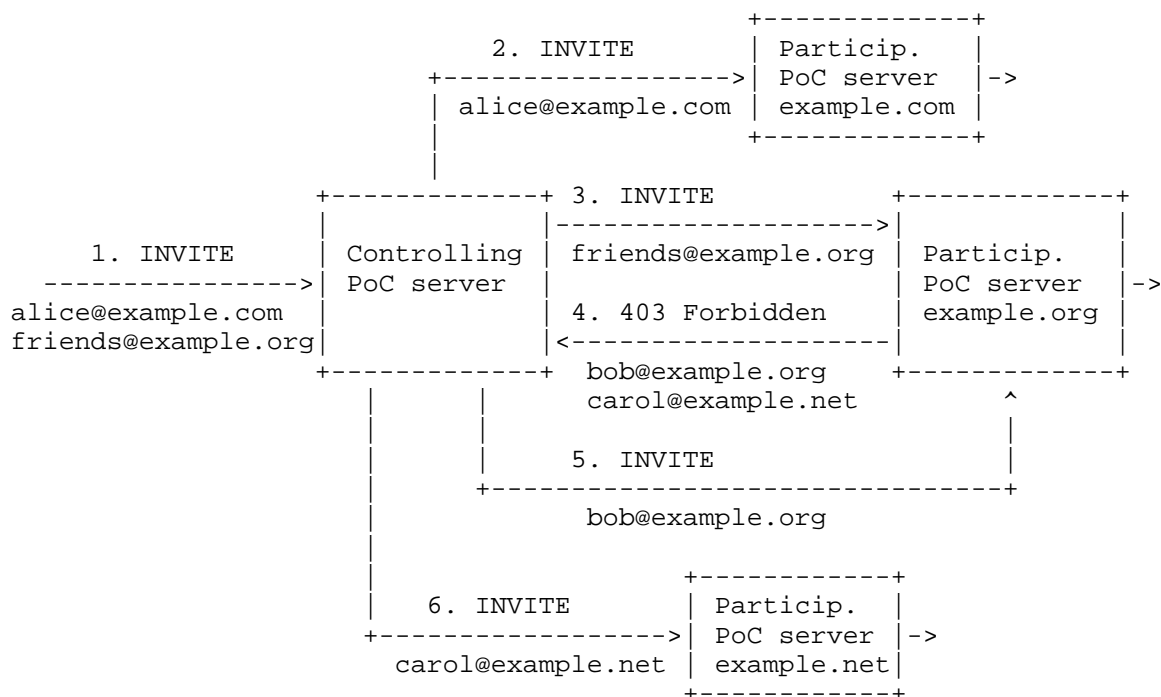 2. INVITE
Particip.
PoC server
alice@example.com
example.com
3. INVITE
1. INVITE
Controlling
friends@example.org
Particip.
PoC server
PoC server
alice@example.com
4. 403 Forbidden
example.org
friends@example.org
bob@example.org
carol@example.net
5. INVITE
bob@example.org
6. INVITE
Particip.
PoC server
carol@example.net
example.net